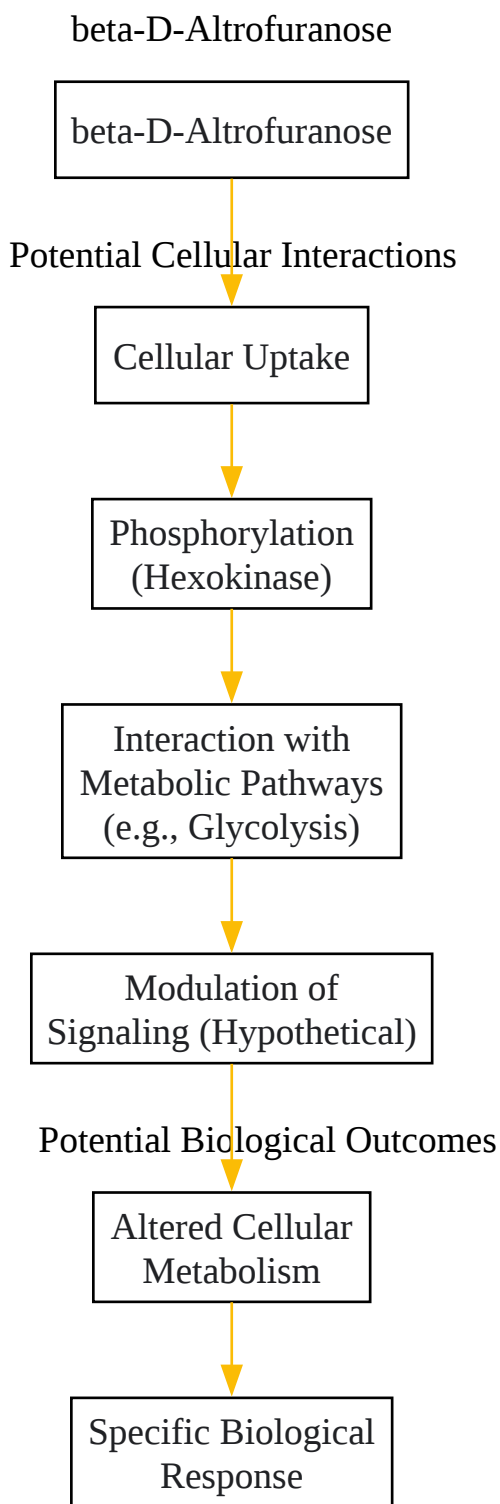 beta-D-Altrofuranose
beta-D-Altrofuranose
Potential Cellular Interactions
Cellular Uptake
Phosphorylation
(Hexokinase)
Interaction with
Metabolic Pathways
(e.g., Glycolysis)
Modulation of
Signaling (Hypothetical)
Potential Biological Outcomes
Altered Cellular
Metabolism
Specific Biological
Response